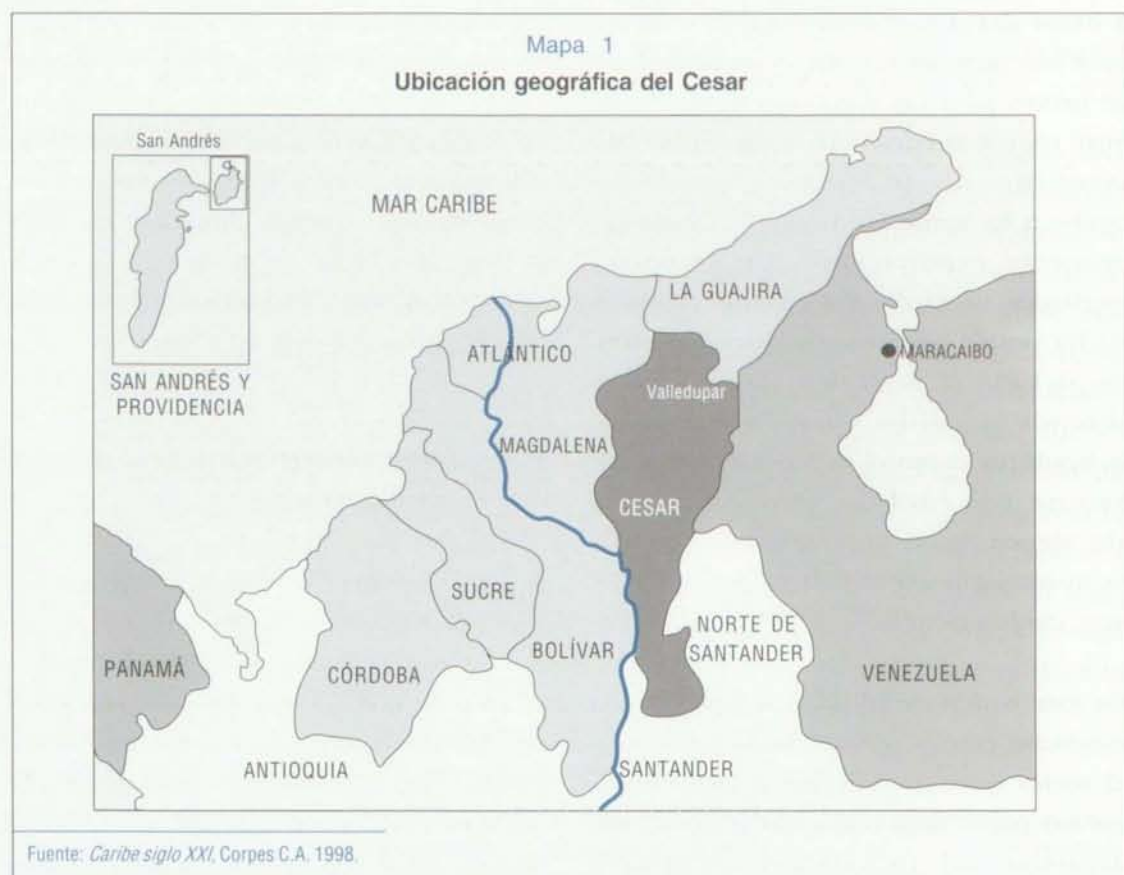 Mapa 1
Ubicación geográfica del Cesar
San Andrés
MAR CARIBE
LA GUAJIRA
ATLÁNTICO
MARACAIBO
SAN ANDRÉS Y
PROVIDENCIA
Valledupar
MAGDALENA
CESAR
SUCRE
NORTE DE
SANTANDER
BOLÍVAR
PANAMÁ
CÓRDOBA
VENEZUELA
ANTIOQUIA
SANTANDER
Fuente: Caribe siglo XXI, Corpes C.A. 1998.